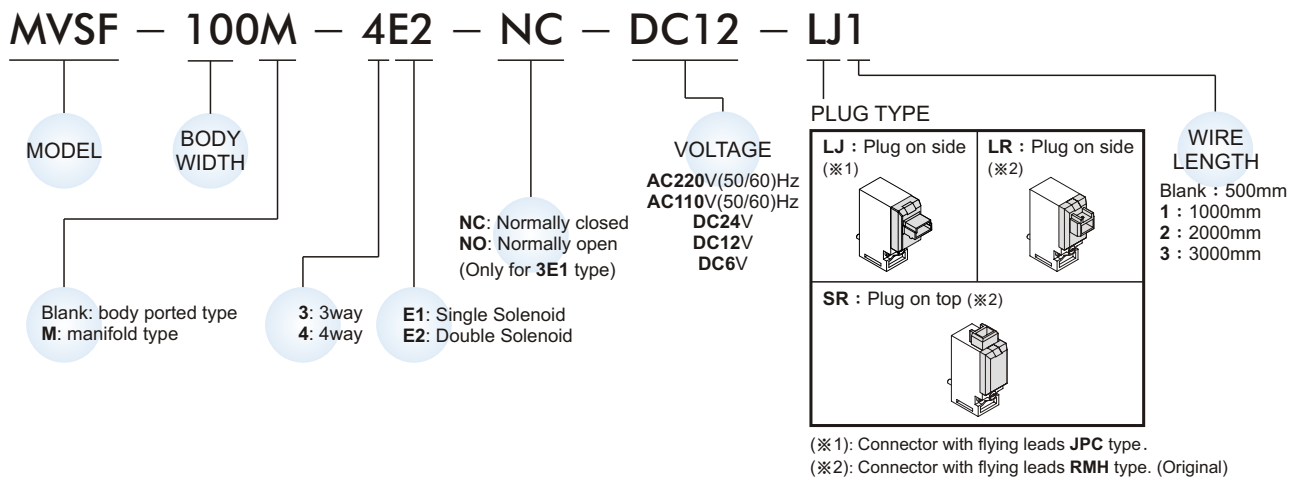 MVSF – 100M – 4E2 – NC – DC12 – LJ1
MODEL
BODY
WIDTH
Blank: body ported type
M: manifold type
3: 3way
4: 4way
E1: Single Solenoid
E2: Double Solenoid
NC: Normally closed
NO: Normally open
(Only for 3E1 type)
VOLTAGE
AC220V(50/60)Hz
AC110V(50/60)Hz
DC24V
DC12V
DC6V
PLUG TYPE
LJ : Plug on side
(※1)
LR : Plug on side
(※2)
SR : Plug on top (※2)
(※1): Connector with flying leads JPC type.
(※2): Connector with flying leads RMH type. (Original)
WIRE
LENGTH
Blank : 500mm
1 : 1000mm
2 : 2000mm
3 : 3000mm